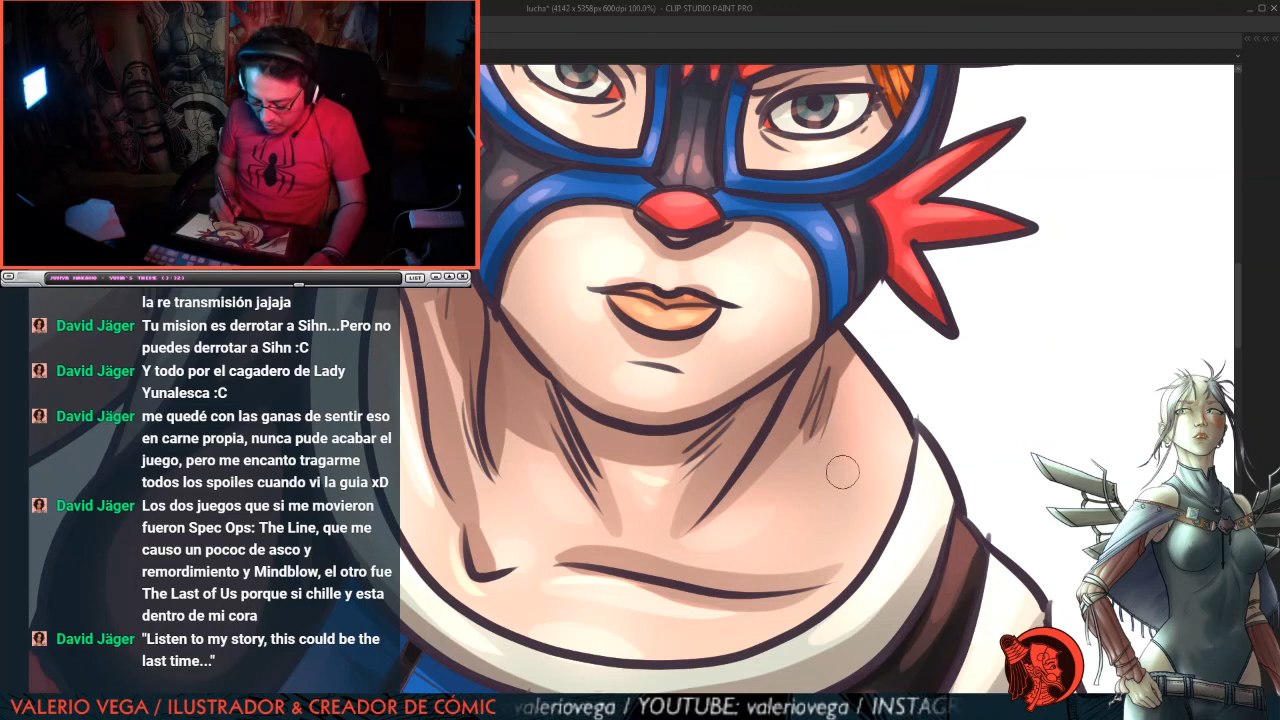 lucha* (4142 x 5358px 600dpi 100.0%) - CLIP STUDIO PAINT PRO
LIST
la re transmisión jajaja
David Jäger Tu mision es derrotar a Sihn...Pero no
puedes derrotar a Sihn :C
David Jäger Y todo por el cagadero de Lady
Yunalesca :C
David Jäger me quedé con las ganas de sentir eso
en carne propia, nunca pude acabar el
juego, pero me encanto tragarme
todos los spoiles cuando vi la guia xD
David Jäger Los dos juegos que si me movieron
fueron Spec Ops: The Line, que me
causo un pococ de asco y
remordimiento y Mindblow, el otro fue
The Last of Us porque si chille y esta
dentro de mi cora
David Jäger "Listen to my story, this could be the
last time..."
VALERIO VEGA / ILUSTRADOR & CREADOR DE CÓMIC valeriovega / YOUTUBE: valeriovega / INSTAG